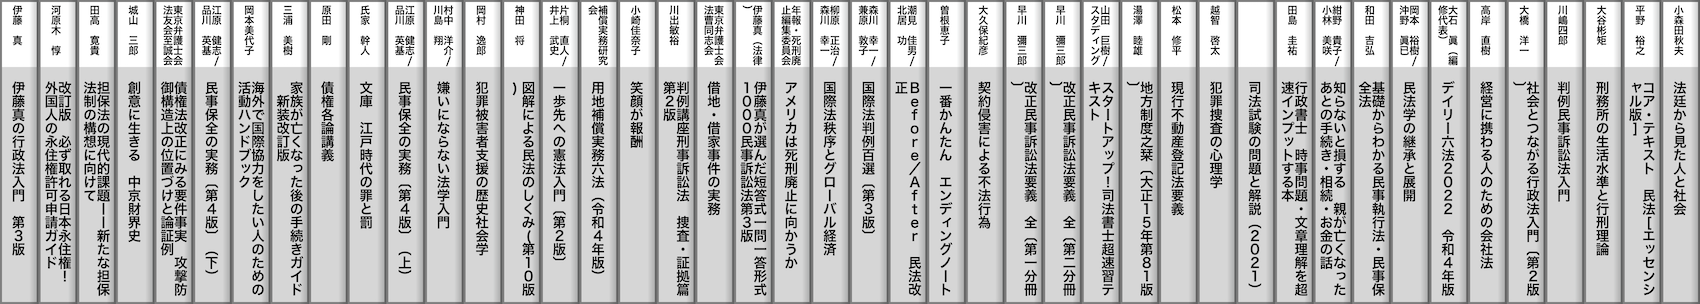 小森田秋夫
法廷から見た人と社会
平野 裕之
コア・テキスト 民法[エッセンシ
ャル版]
大谷彬矩
刑務所の生活水準と行刑理論
川嶋四郎
判例民事訴訟法入門
大橋 洋一
社会とつながる行政法入門〔第2版
〕
高岸 直樹
経営に携わる人のための会社法
大石 眞（編
修代表）
デイリー六法2022 令和4年版
岡本 裕樹/
沖野 眞已
民法学の継承と展開
和田 吉弘
基礎からわかる民事執行法・民事保
全法
紺野 貴子/
小林 美咲
知らないと損する 親が亡くなった
あとの手続き・相続・お金の話
田島 圭祐
行政書士 時事問題・文章理解を超
速インプットする本
司法試験の問題と解説（2021）
越智 啓太
犯罪捜査の心理学
松本 修平
現行不動産登記法要義
湯澤 睦雄
地方制度之栞〔大正15年第81版
〕
山田 巨樹/
スタディング
スタートアップ！司法書士超速習テ
キスト
早川 彌三郎
改正民事訴訟法要義 全〔第二分冊
〕
早川 彌三郎
改正民事訴訟法要義 全〔第一分冊
〕
大久保紀彦
契約侵害による不法行為
曽根恵子
一番かんたん エンディングノート
潮見 佳男/
北居 功
Before/After 民法改
正
森川 幸一/
兼原 敦子
国際法判例百選〔第3版〕
柳原 正治/
森川 幸一
国際法秩序とグローバル経済
年報・死刑廃
止編集委員会
アメリカは死刑廃止に向かうか
伊藤真（法律
）
伊藤真が選んだ短答式一問一答形式
1000民事訴訟法第3版
東京弁護士会
法曹同志会
借地・借家事件の実務
川出敏裕
判例講座刑事訴訟法 捜査・証拠篇
第2版
小崎佳奈子
笑顔が報酬
補償実務研究
会
用地補償実務六法（令和4年版）
片桐 直人/
井上 武史
一歩先への憲法入門〔第2版〕
神田 将
図解による民法のしくみ(第10版
)
岡村 逸郎
犯罪被害者支援の歴史社会学
村中 洋介/
川島 翔
嫌いにならない法学入門
江原 健志/
品川 英基
民事保全の実務〔第4版〕（上）
氏家 幹人
文庫 江戸時代の罪と罰
原田 剛
債権各論講義
三浦 美樹
家族が亡くなった後の手続きガイド
新装改訂版
岡本美代子
海外で国際協力をしたい人のための
活動ハンドブック
江原 健志/
品川 英基
民事保全の実務〔第4版〕（下）
東京弁護士会
法友会至誠会
債権法改正にみる要件事実 攻撃防
御構造上の位置づけと論証例
城山 三郎
創意に生きる 中京財界史
田高 寛貴
担保法の現代的課題――新たな担保
法制の構想に向けて
河原木 惇
改訂版 必ず取れる日本永住権！
外国人の永住権許可申請ガイド
伊藤 真
伊藤真の行政法入門 第3版